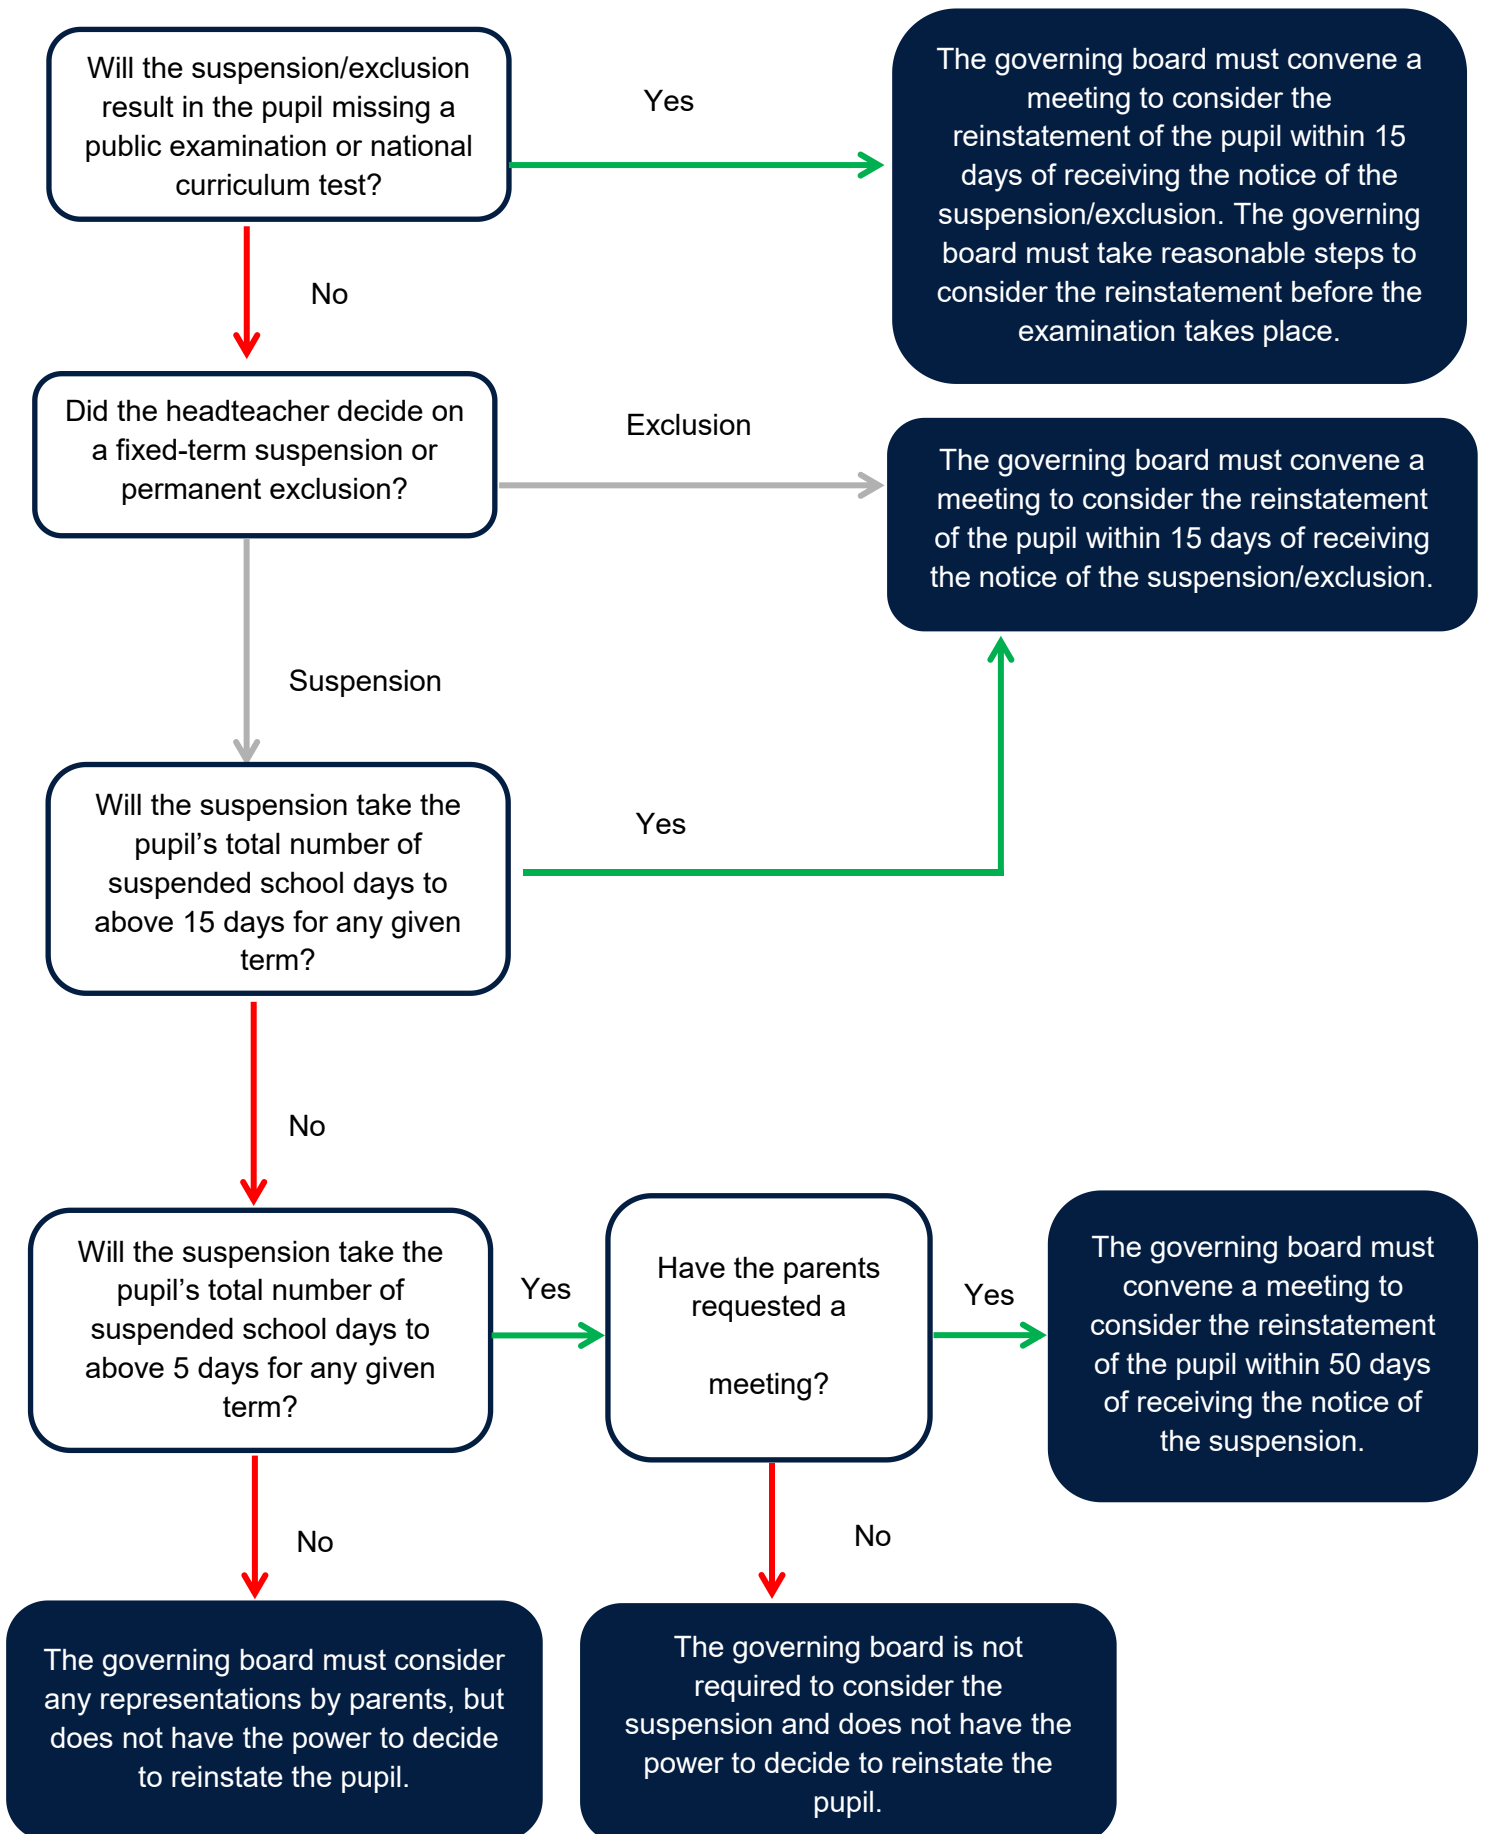 Will the suspension/exclusion
result in the pupil missing a
public examination or national
curriculum test?
Yes
The governing board must convene a
meeting to consider the
reinstatement of the pupil within 15
days of receiving the notice of the
suspension/exclusion. The governing
board must take reasonable steps to
consider the reinstatement before the
examination takes place.
No
Did the headteacher decide on
a fixed-term suspension or
permanent exclusion?
Exclusion
The governing board must convene a
meeting to consider the reinstatement
of the pupil within 15 days of receiving
the notice of the suspension/exclusion.
Suspension
Will the suspension take the
pupil’s total number of
suspended school days to
above 15 days for any given
term?
Yes
No
Will the suspension take the
pupil’s total number of
suspended school days to
above 5 days for any given
term?
Yes
Have the parents
requested a
meeting?
Yes
The governing board must
convene a meeting to
consider the reinstatement
of the pupil within 50 days
of receiving the notice of
the suspension.
No
No
The governing board must consider
any representations by parents, but
does not have the power to decide
to reinstate the pupil.
The governing board is not
required to consider the
suspension and does not have the
power to decide to reinstate the
pupil.